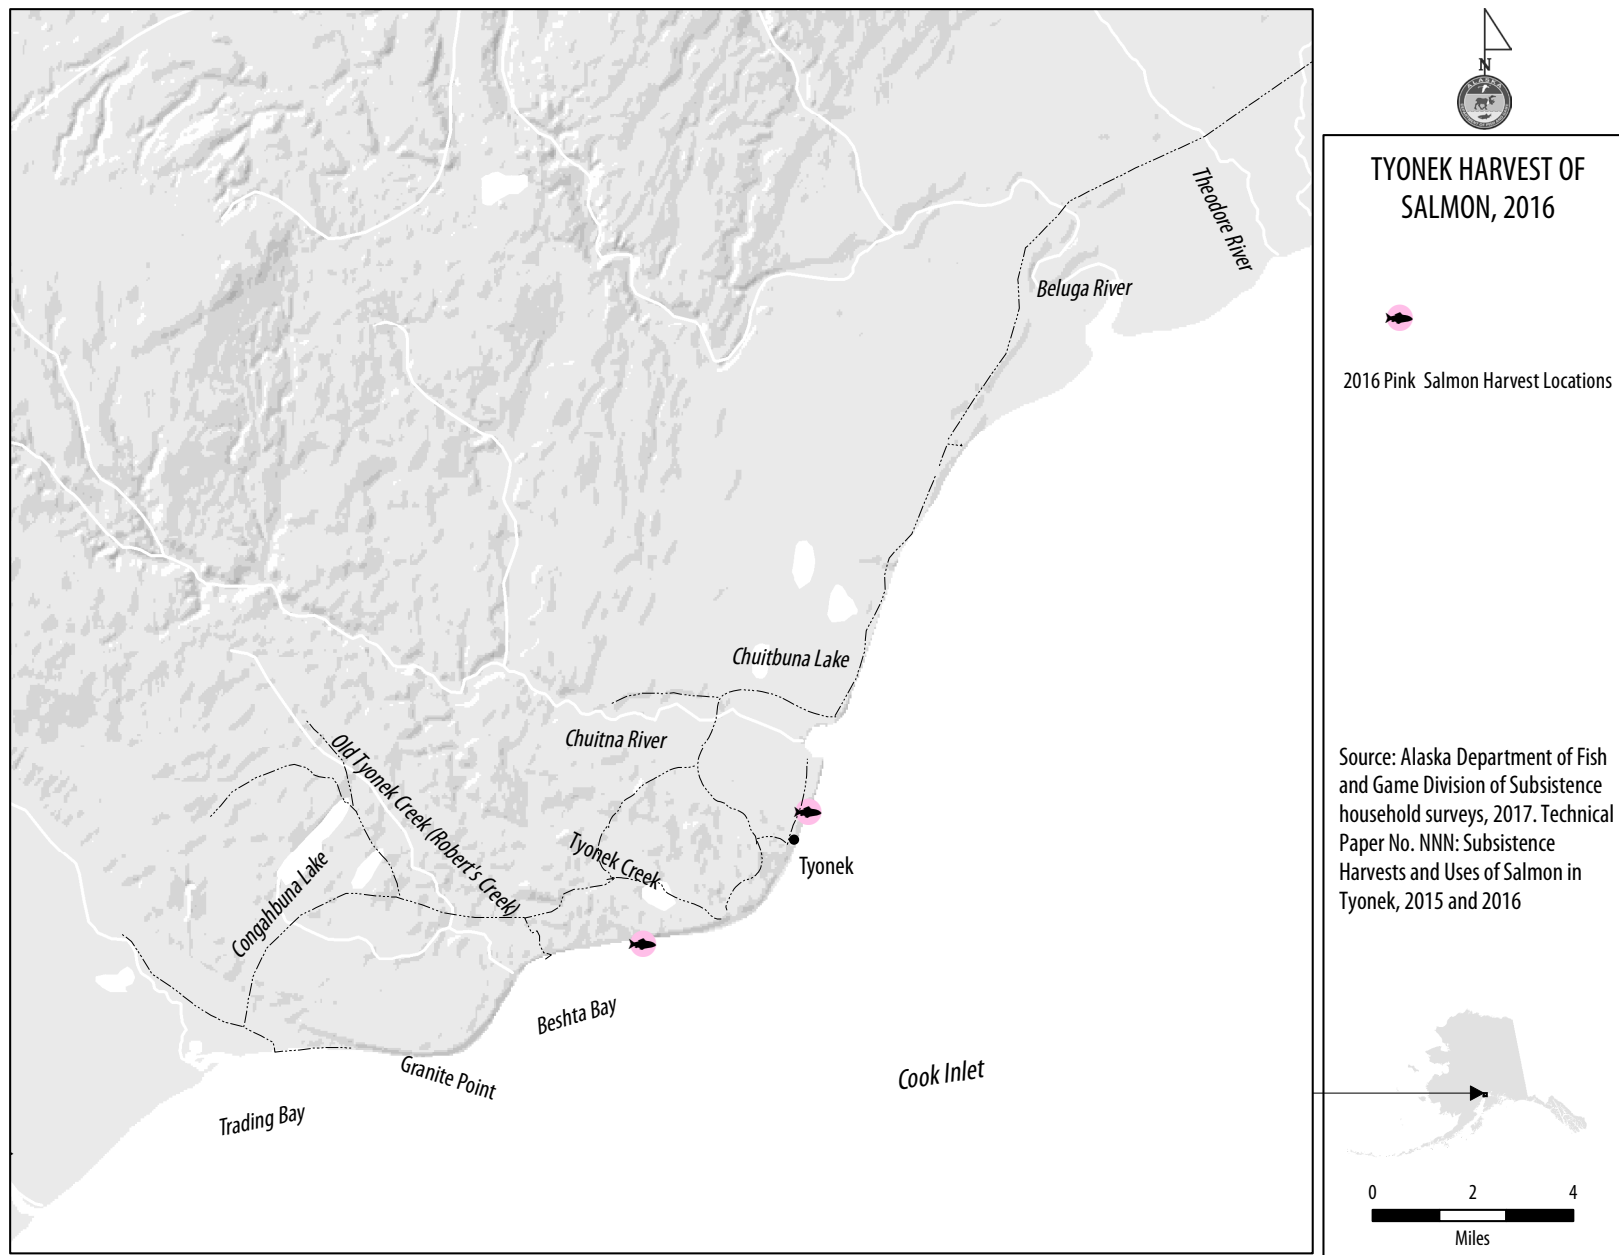 N
ALASKA
TYONEK HARVEST OF
SALMON, 2016
2016 Pink  Salmon Harvest Locations
Theodore River
Beluga River
Chuitbuna Lake
Chuitna River
Old Tyonek Creek (Robert's Creek)
Tyonek Creek
Tyonek
Congahbuna Lake
Beshta Bay
Granite Point
Cook Inlet
Trading Bay
Source: Alaska Department of Fish
and Game Division of Subsistence
household surveys, 2017. Technical
Paper No. NNN: Subsistence
Harvests and Uses of Salmon in
Tyonek, 2015 and 2016
0 2 4
Miles